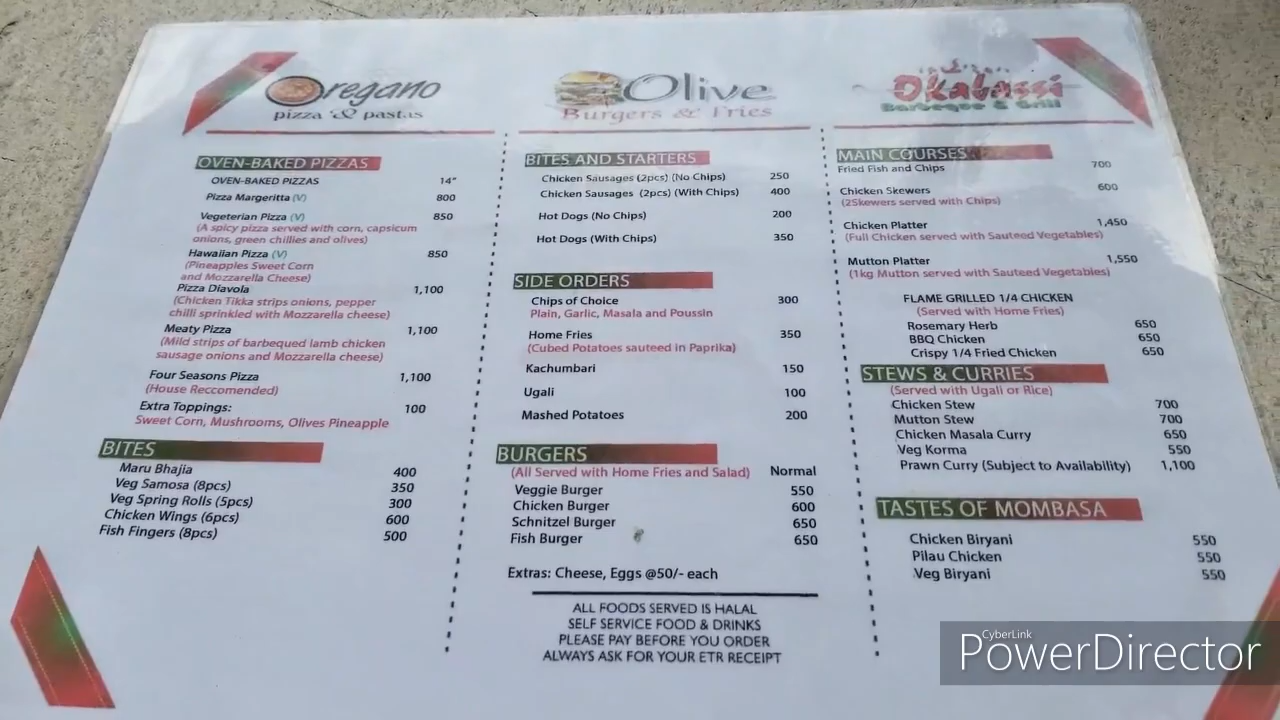 Oregano
pizza '&' pastas
OVEN-BAKED PIZZAS
OVEN-BAKED PIZZAS 14"
Pizza Margeritta (V) 800
Vegeterian Pizza (V) 850
(A spicy pizza served with corn, capsicum
onions, green chillies and olives)
Hawaiian Pizza (V) 850
(Pineapples Sweet Corn
and Mozzarella Cheese)
Pizza Diavola 1,100
(Chicken Tikka strips onions, pepper
chilli sprinkled with Mozzarella cheese)
Meaty Pizza 1,100
(Mild strips of barbequed lamb chicken
sausage onions and Mozzarella cheese)
Four Seasons Pizza 1,100
(House Reccomended)
Extra Toppings: 100
Sweet Corn, Mushrooms, Olives Pineapple
BITES
Maru Bhajia 400
Veg Samosa (8pcs) 350
Veg Spring Rolls (5pcs) 300
Chicken Wings (6pcs) 600
Fish Fingers (8pcs) 500
Olive
Burgers & Fries
BITES AND STARTERS
Chicken Sausages (2pcs) (No Chips) 250
Chicken Sausages (2pcs) (With Chips) 400
Hot Dogs (No Chips) 200
Hot Dogs (With Chips) 350
SIDE ORDERS
Chips of Choice 300
Plain, Garlic, Masala and Poussin
Home Fries 350
(Cubed Potatoes sauteed in Paprika)
Kachumbari 150
Ugali 100
Mashed Potatoes 200
BURGERS
(All Served with Home Fries and Salad) Normal
Veggie Burger 550
Chicken Burger 600
Schnitzel Burger 650
Fish Burger 650
Extras: Cheese, Eggs @50/- each
ALL FOODS SERVED IS HALAL
SELF SERVICE FOOD & DRINKS
PLEASE PAY BEFORE YOU ORDER
ALWAYS ASK FOR YOUR ETR RECEIPT
Barbeque & Grill
MAIN COURSES
Fried Fish and Chips 700
Chicken Skewers 600
(2Skewers served with Chips)
Chicken Platter 1,450
(Full Chicken served with Sauteed Vegetables)
Mutton Platter 1,550
(1kg Mutton served with Sauteed Vegetables)
FLAME GRILLED 1/4 CHICKEN
(Served with Home Fries)
Rosemary Herb 650
BBQ Chicken 650
Crispy 1/4 Fried Chicken 650
STEWS & CURRIES
(Served with Ugali or Rice)
Chicken Stew 700
Mutton Stew 700
Chicken Masala Curry 650
Veg Korma 550
Prawn Curry (Subject to Availability) 1,100
TASTES OF MOMBASA
Chicken Biryani 550
Pilau Chicken 550
Veg Biryani 550
CyberLink
PowerDirector